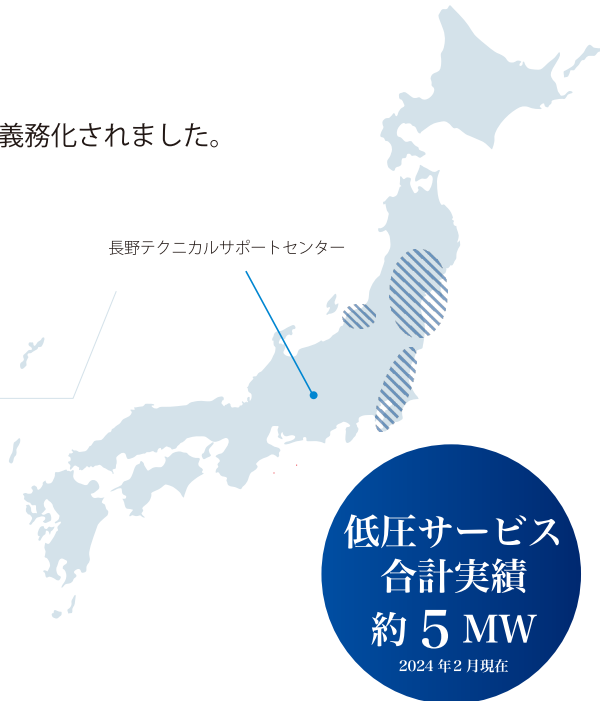 義務化されました。
長野テクニカルサポートセンター
低圧サービス
合計実績
約 5 MW
2024 年 2 月現在